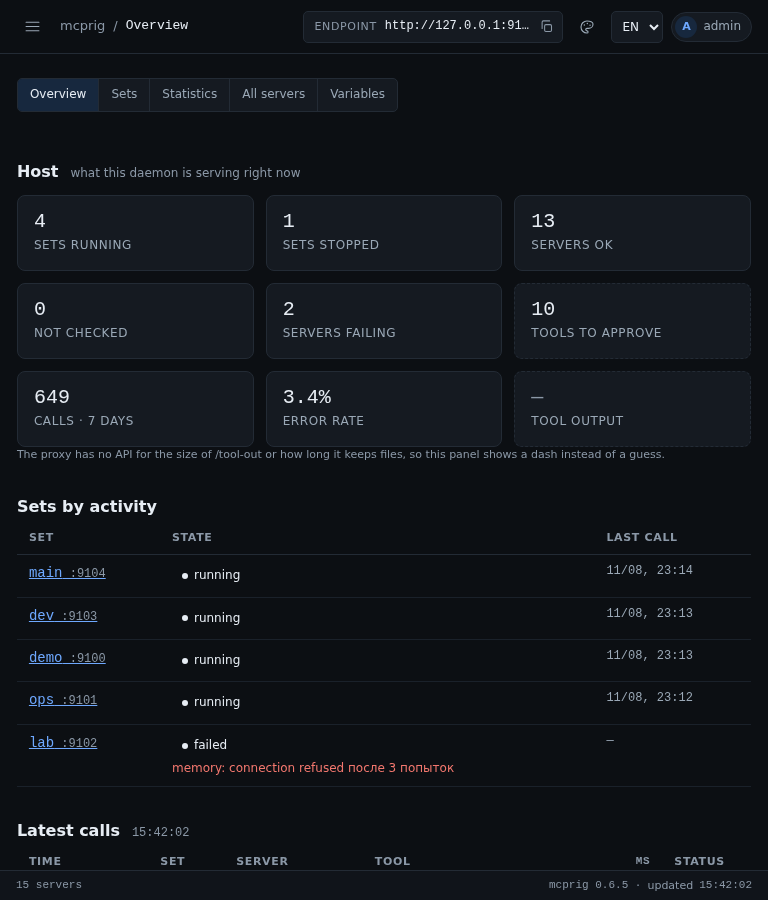 mcprig / Overview
ENDPOINT http://127.0.0.1:91… EN A admin
Overview Sets Statistics All servers Variables
Host what this daemon is serving right now
4 1 13
SETS RUNNING SETS STOPPED SERVERS OK
0 2 10
NOT CHECKED SERVERS FAILING TOOLS TO APPROVE
649 3.4% —
CALLS · 7 DAYS ERROR RATE TOOL OUTPUT
The proxy has no API for the size of /tool-out or how long it keeps files, so this panel shows a dash instead of a guess.
Sets by activity
SET STATE LAST CALL
main :9104 running 11/08, 23:14
dev :9103 running 11/08, 23:13
demo :9100 running 11/08, 23:13
ops :9101 running 11/08, 23:12
lab :9102 failed —
memory: connection refused после 3 попыток
Latest calls 15:42:02
TIME SET SERVER TOOL MS STATUS
15 servers mcprig 0.6.5 · updated 15:42:02